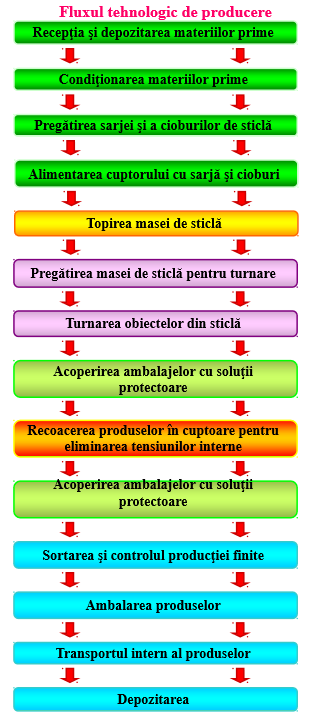 Fluxul tehnologic de producere
Recepția și depozitarea materiilor prime
Condiționarea materiilor prime
Pregătirea sarjei și a cioburilor de sticlă
Alimentarea cuptorului cu sarjă și cioburi
Topirea masei de sticlă
Pregătirea masei de sticlă pentru turnare
Turnarea obiectelor din sticlă
Acoperirea ambalajelor cu soluții
protectoare
Recoacerea produselor în cuptoare pentru
eliminarea tensiunilor interne
Acoperirea ambalajelor cu soluții
protectoare
Sortarea și controlul producției finite
Ambalarea produselor
Transportul intern al produselor
Depozitarea